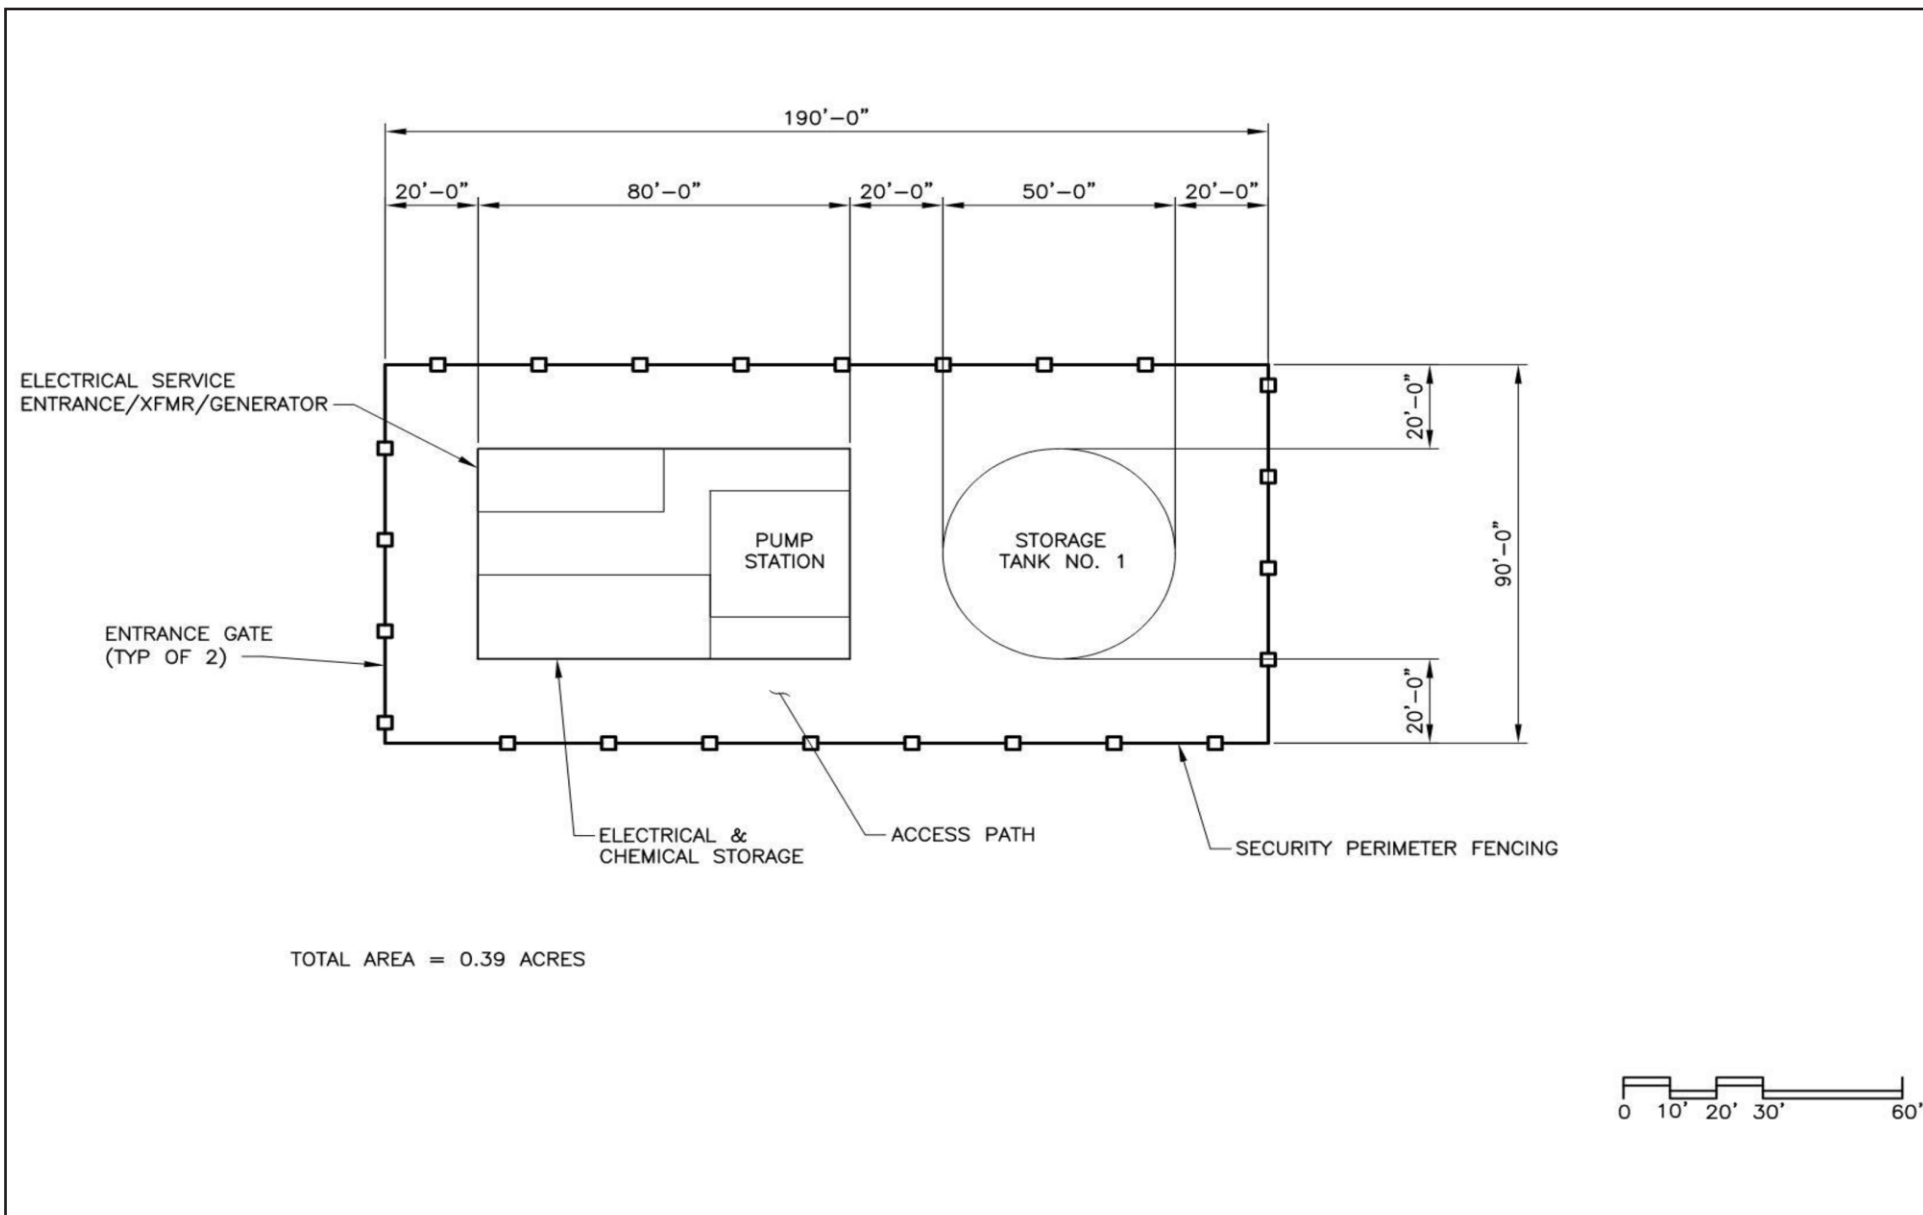 190'-0"
20'-0" 80'-0" 20'-0" 50'-0" 20'-0"
ELECTRICAL SERVICE
ENTRANCE/XFMR/GENERATOR
20'-0"
90'-0"
PUMP
STATION
STORAGE
TANK NO. 1
ENTRANCE GATE
(TYP OF 2)
20'-0"
ELECTRICAL &
CHEMICAL STORAGE
ACCESS PATH
SECURITY PERIMETER FENCING
TOTAL AREA = 0.39 ACRES
0 10' 20' 30' 60'